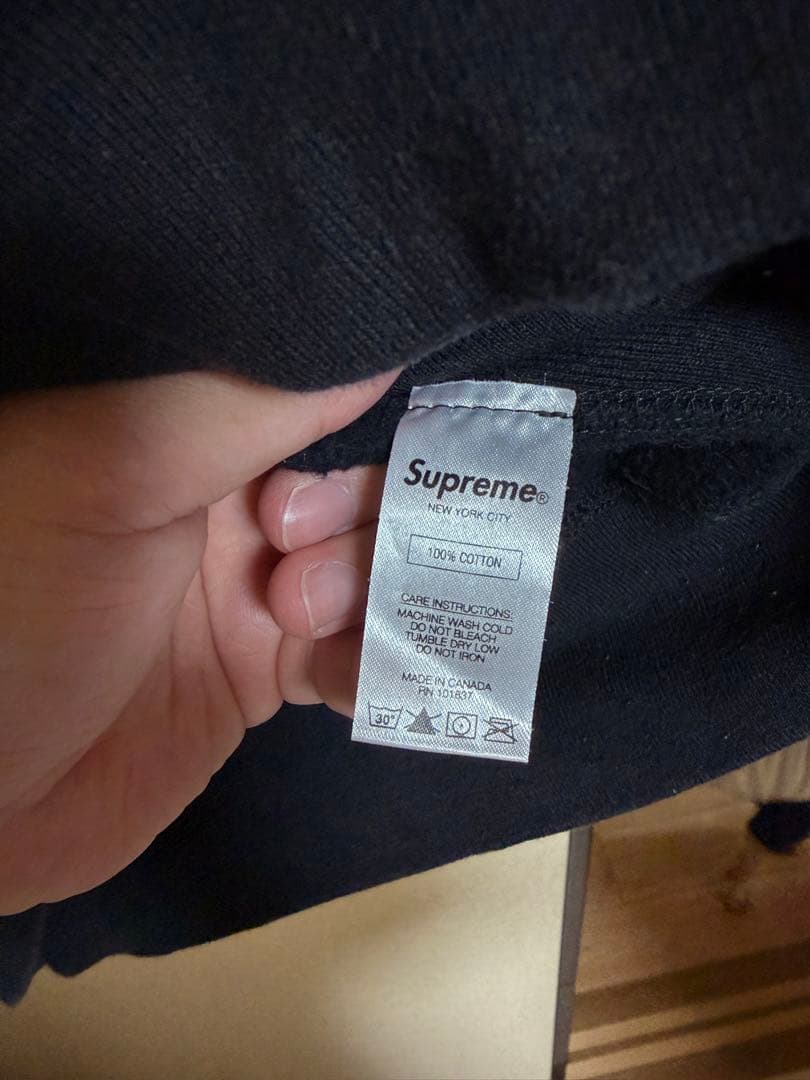 Supreme®
NEW YORK CITY
100% COTTON
CARE INSTRUCTIONS:
MACHINE WASH COLD
DO NOT BLEACH
TUMBLE DRY LOW
DO NOT IRON
MADE IN CANADA
RN 101837
30°